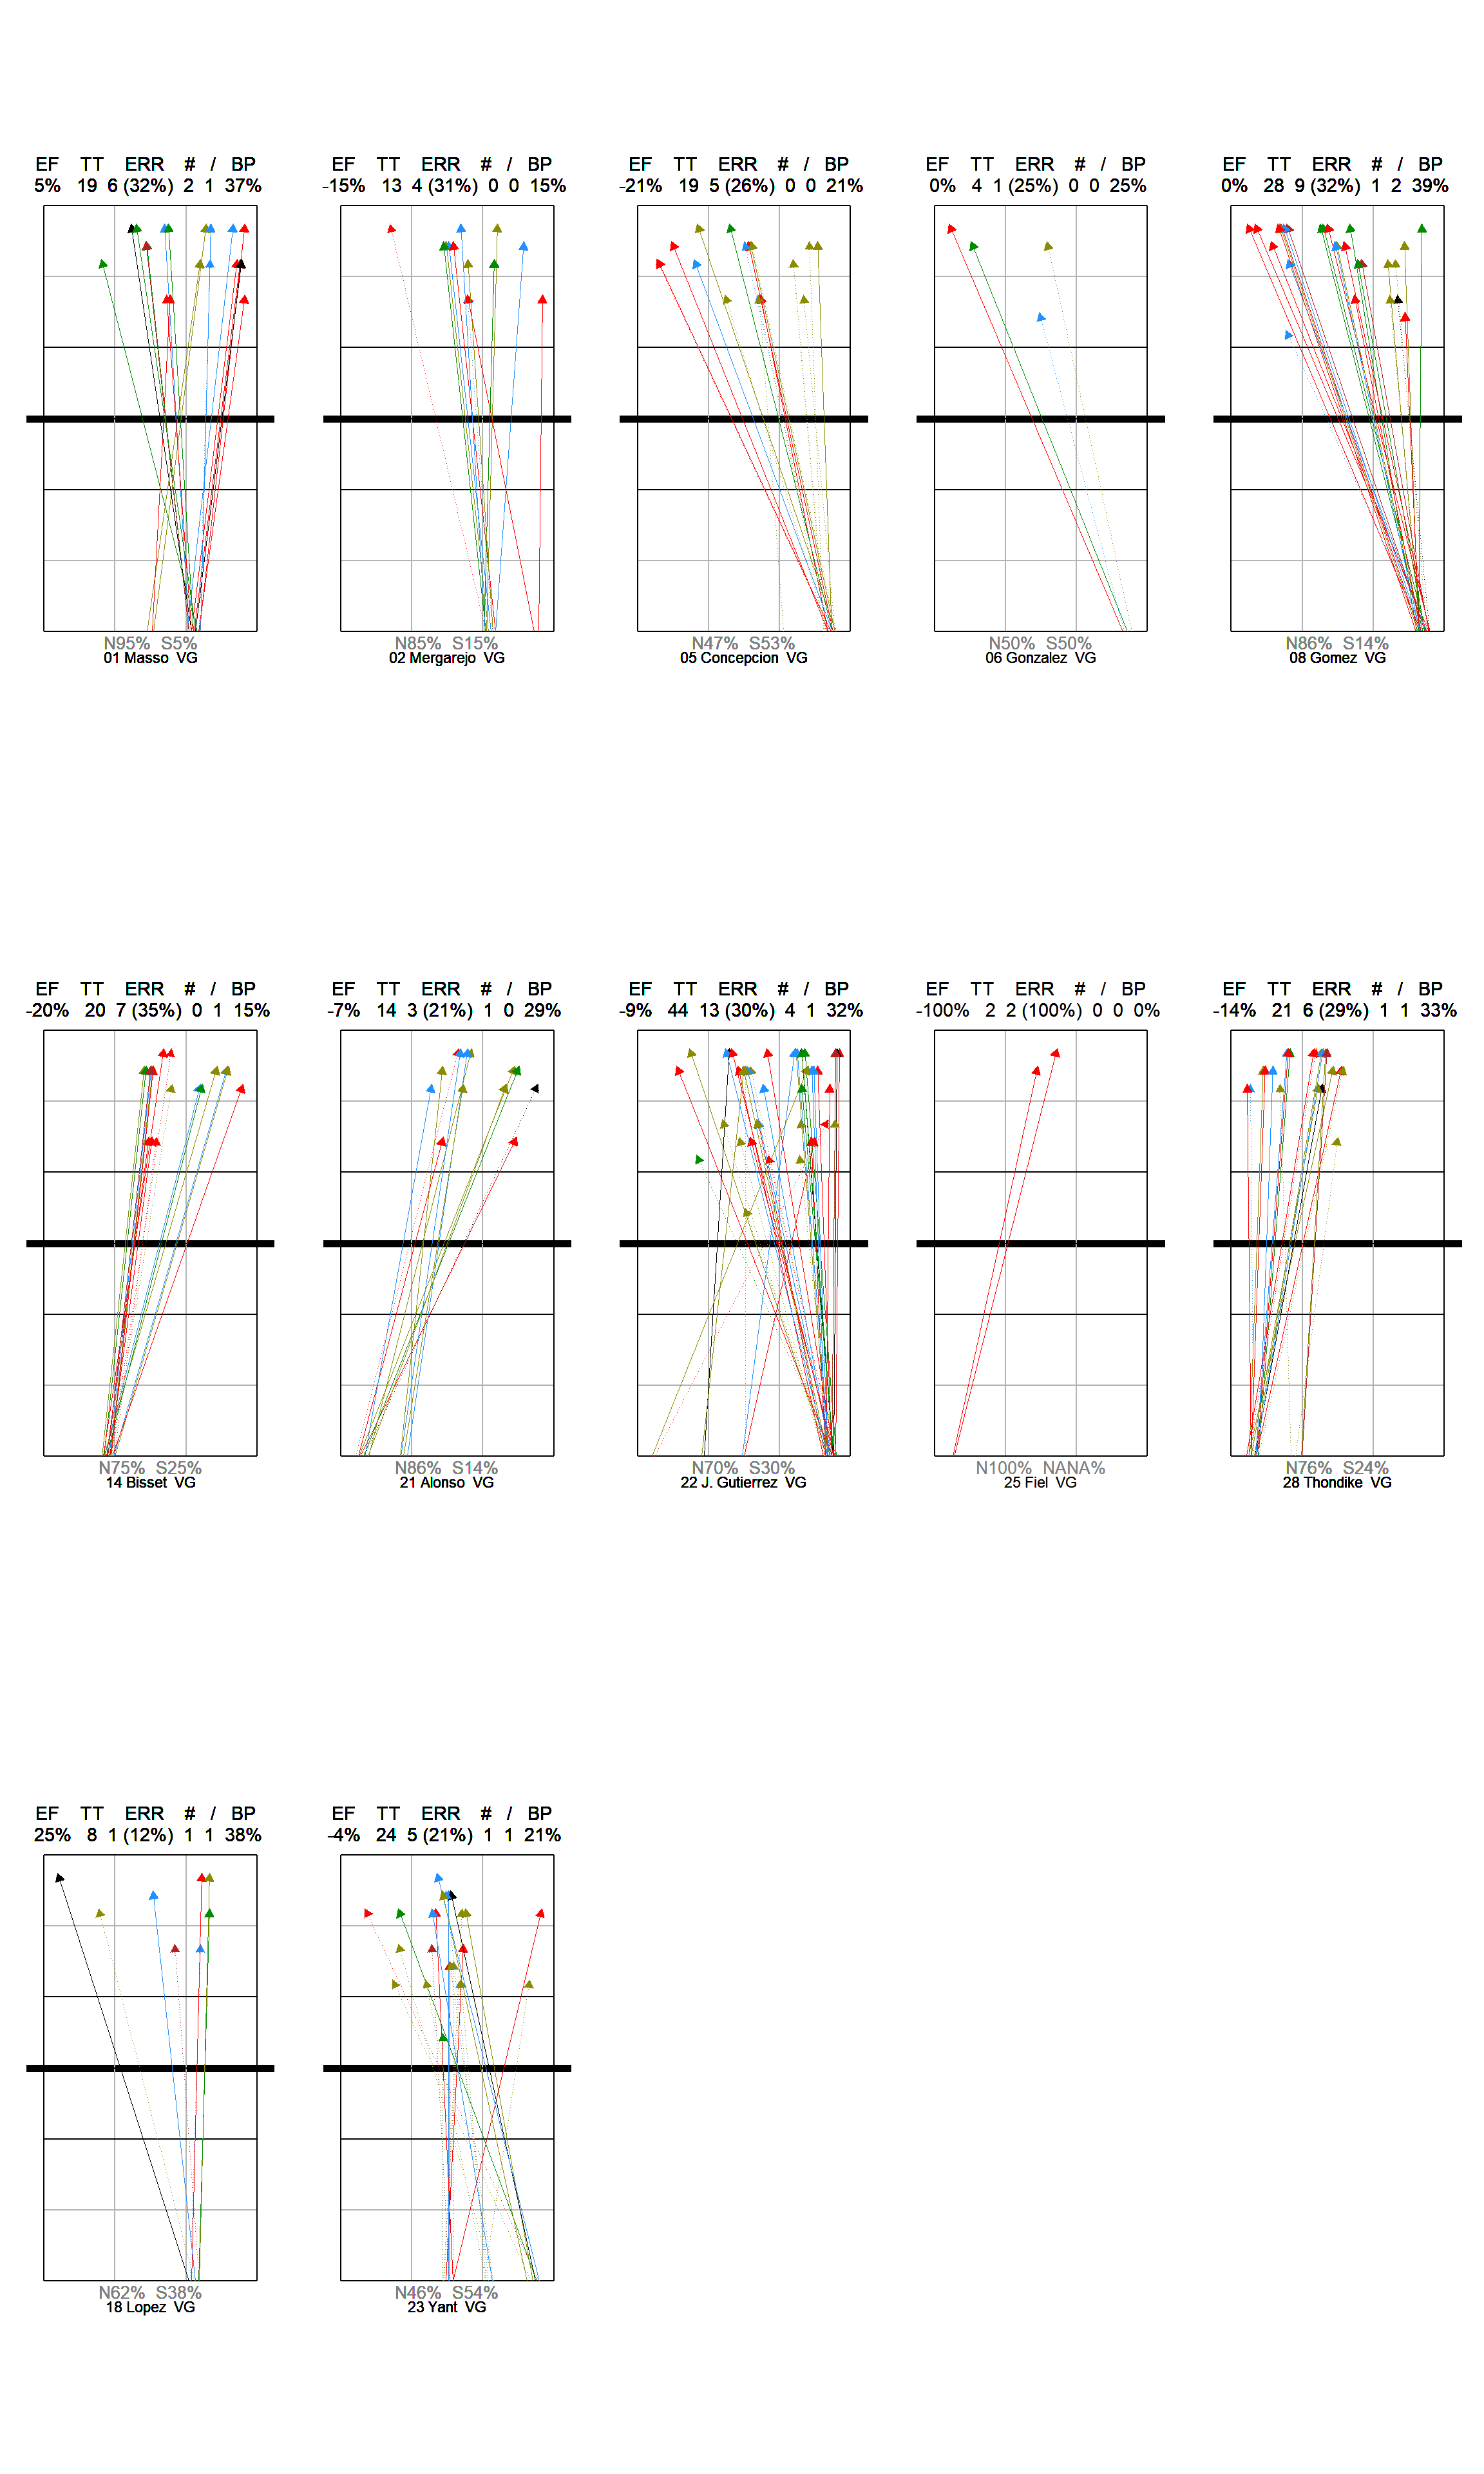 EF TT ERR # / BP
5% 19 6 (32%) 2 1 37%
N95% S5%
01 Masso VG
EF TT ERR # / BP
-15% 13 4 (31%) 0 0 15%
N85% S15%
02 Mergarejo VG
EF TT ERR # / BP
-21% 19 5 (26%) 0 0 21%
N47% S53%
05 Concepcion VG
EF TT ERR # / BP
0% 4 1 (25%) 0 0 25%
N50% S50%
06 Gonzalez VG
EF TT ERR # / BP
0% 28 9 (32%) 1 2 39%
N86% S14%
08 Gomez VG
EF TT ERR # / BP
-20% 20 7 (35%) 0 1 15%
N75% S25%
14 Bisset VG
EF TT ERR # / BP
-7% 14 3 (21%) 1 0 29%
N86% S14%
21 Alonso VG
EF TT ERR # / BP
-9% 44 13 (30%) 4 1 32%
N70% S30%
22 J. Gutierrez VG
EF TT ERR # / BP
-100% 2 2 (100%) 0 0 0%
N100% NANA%
25 Fiel VG
EF TT ERR # / BP
-14% 21 6 (29%) 1 1 33%
N76% S24%
28 Thondike VG
EF TT ERR # / BP
25% 8 1 (12%) 1 1 38%
N62% S38%
18 Lopez VG
EF TT ERR # / BP
-4% 24 5 (21%) 1 1 21%
N46% S54%
23 Yant VG